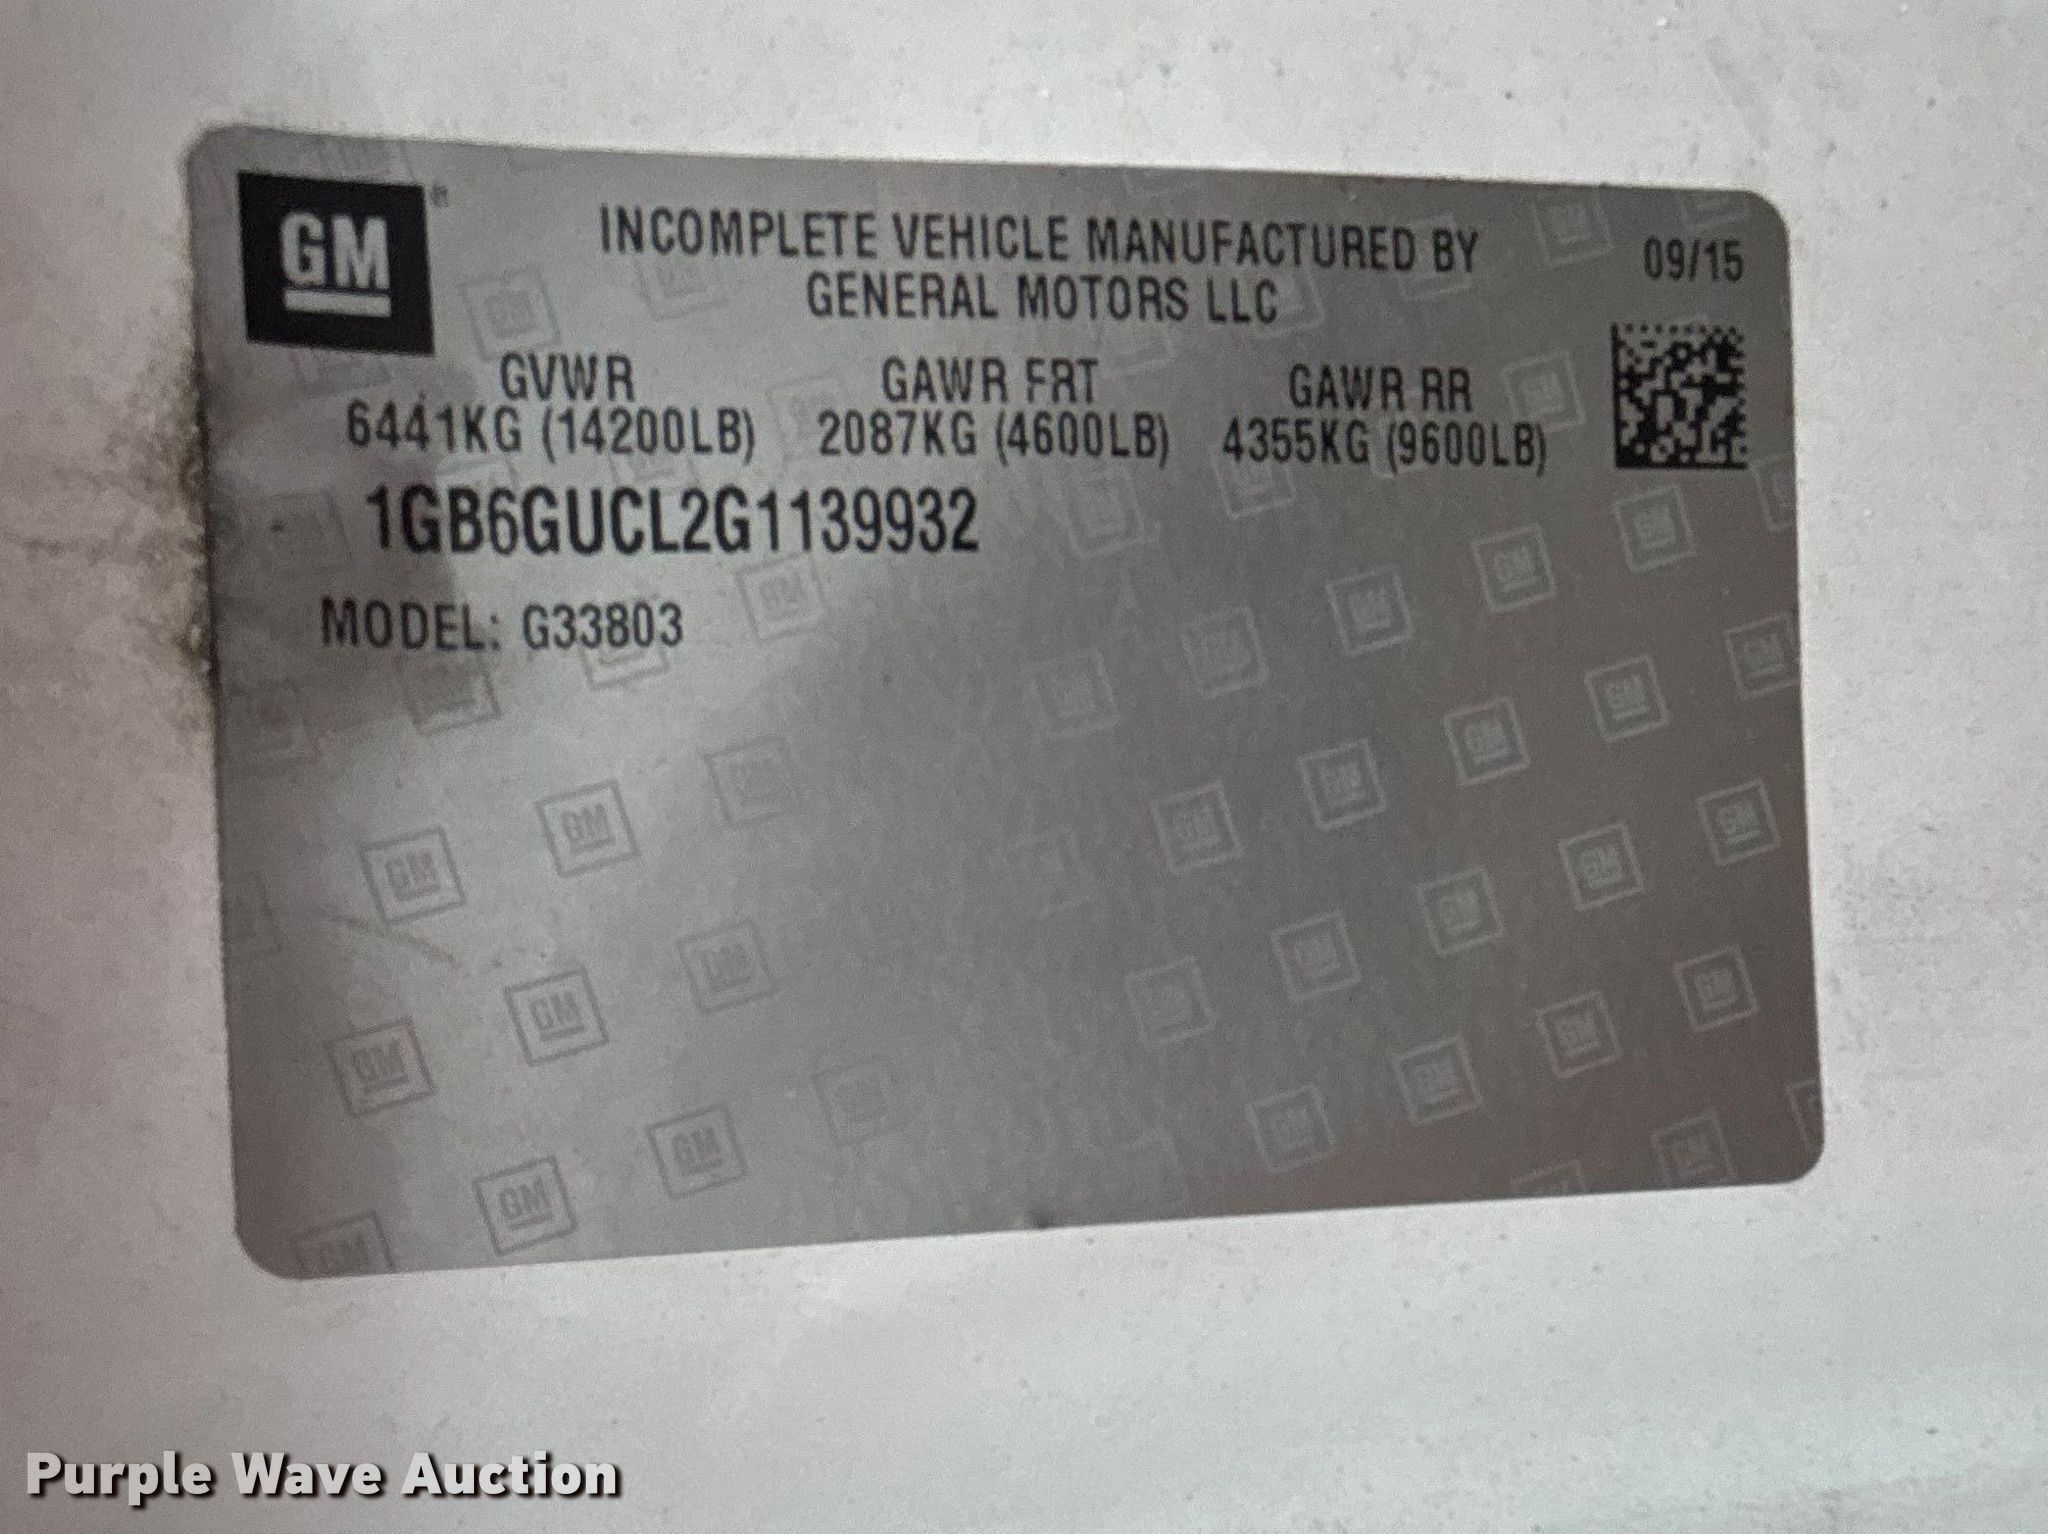 GM
INCOMPLETE VEHICLE MANUFACTURED BY
GENERAL MOTORS LLC
09/15
GVWR GAWR FRT GAWR RR
6441KG (14200LB) 2087KG (4600LB) 4355KG (9600LB)
1GB6GUCL2G1139932
MODEL: G33803
Purple Wave Auction